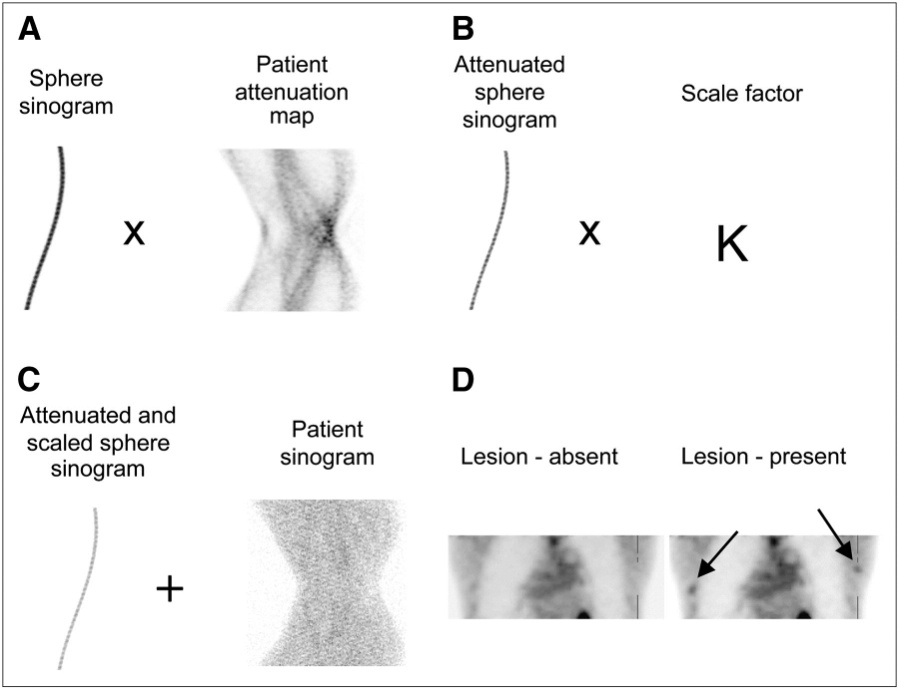 A
Sphere
sinogram
x
Patient
attenuation
map
B
Attenuated
sphere
sinogram
x
Scale factor
K
C
Attenuated and
scaled sphere
sinogram
+
Patient
sinogram
D
Lesion - absent
Lesion - present